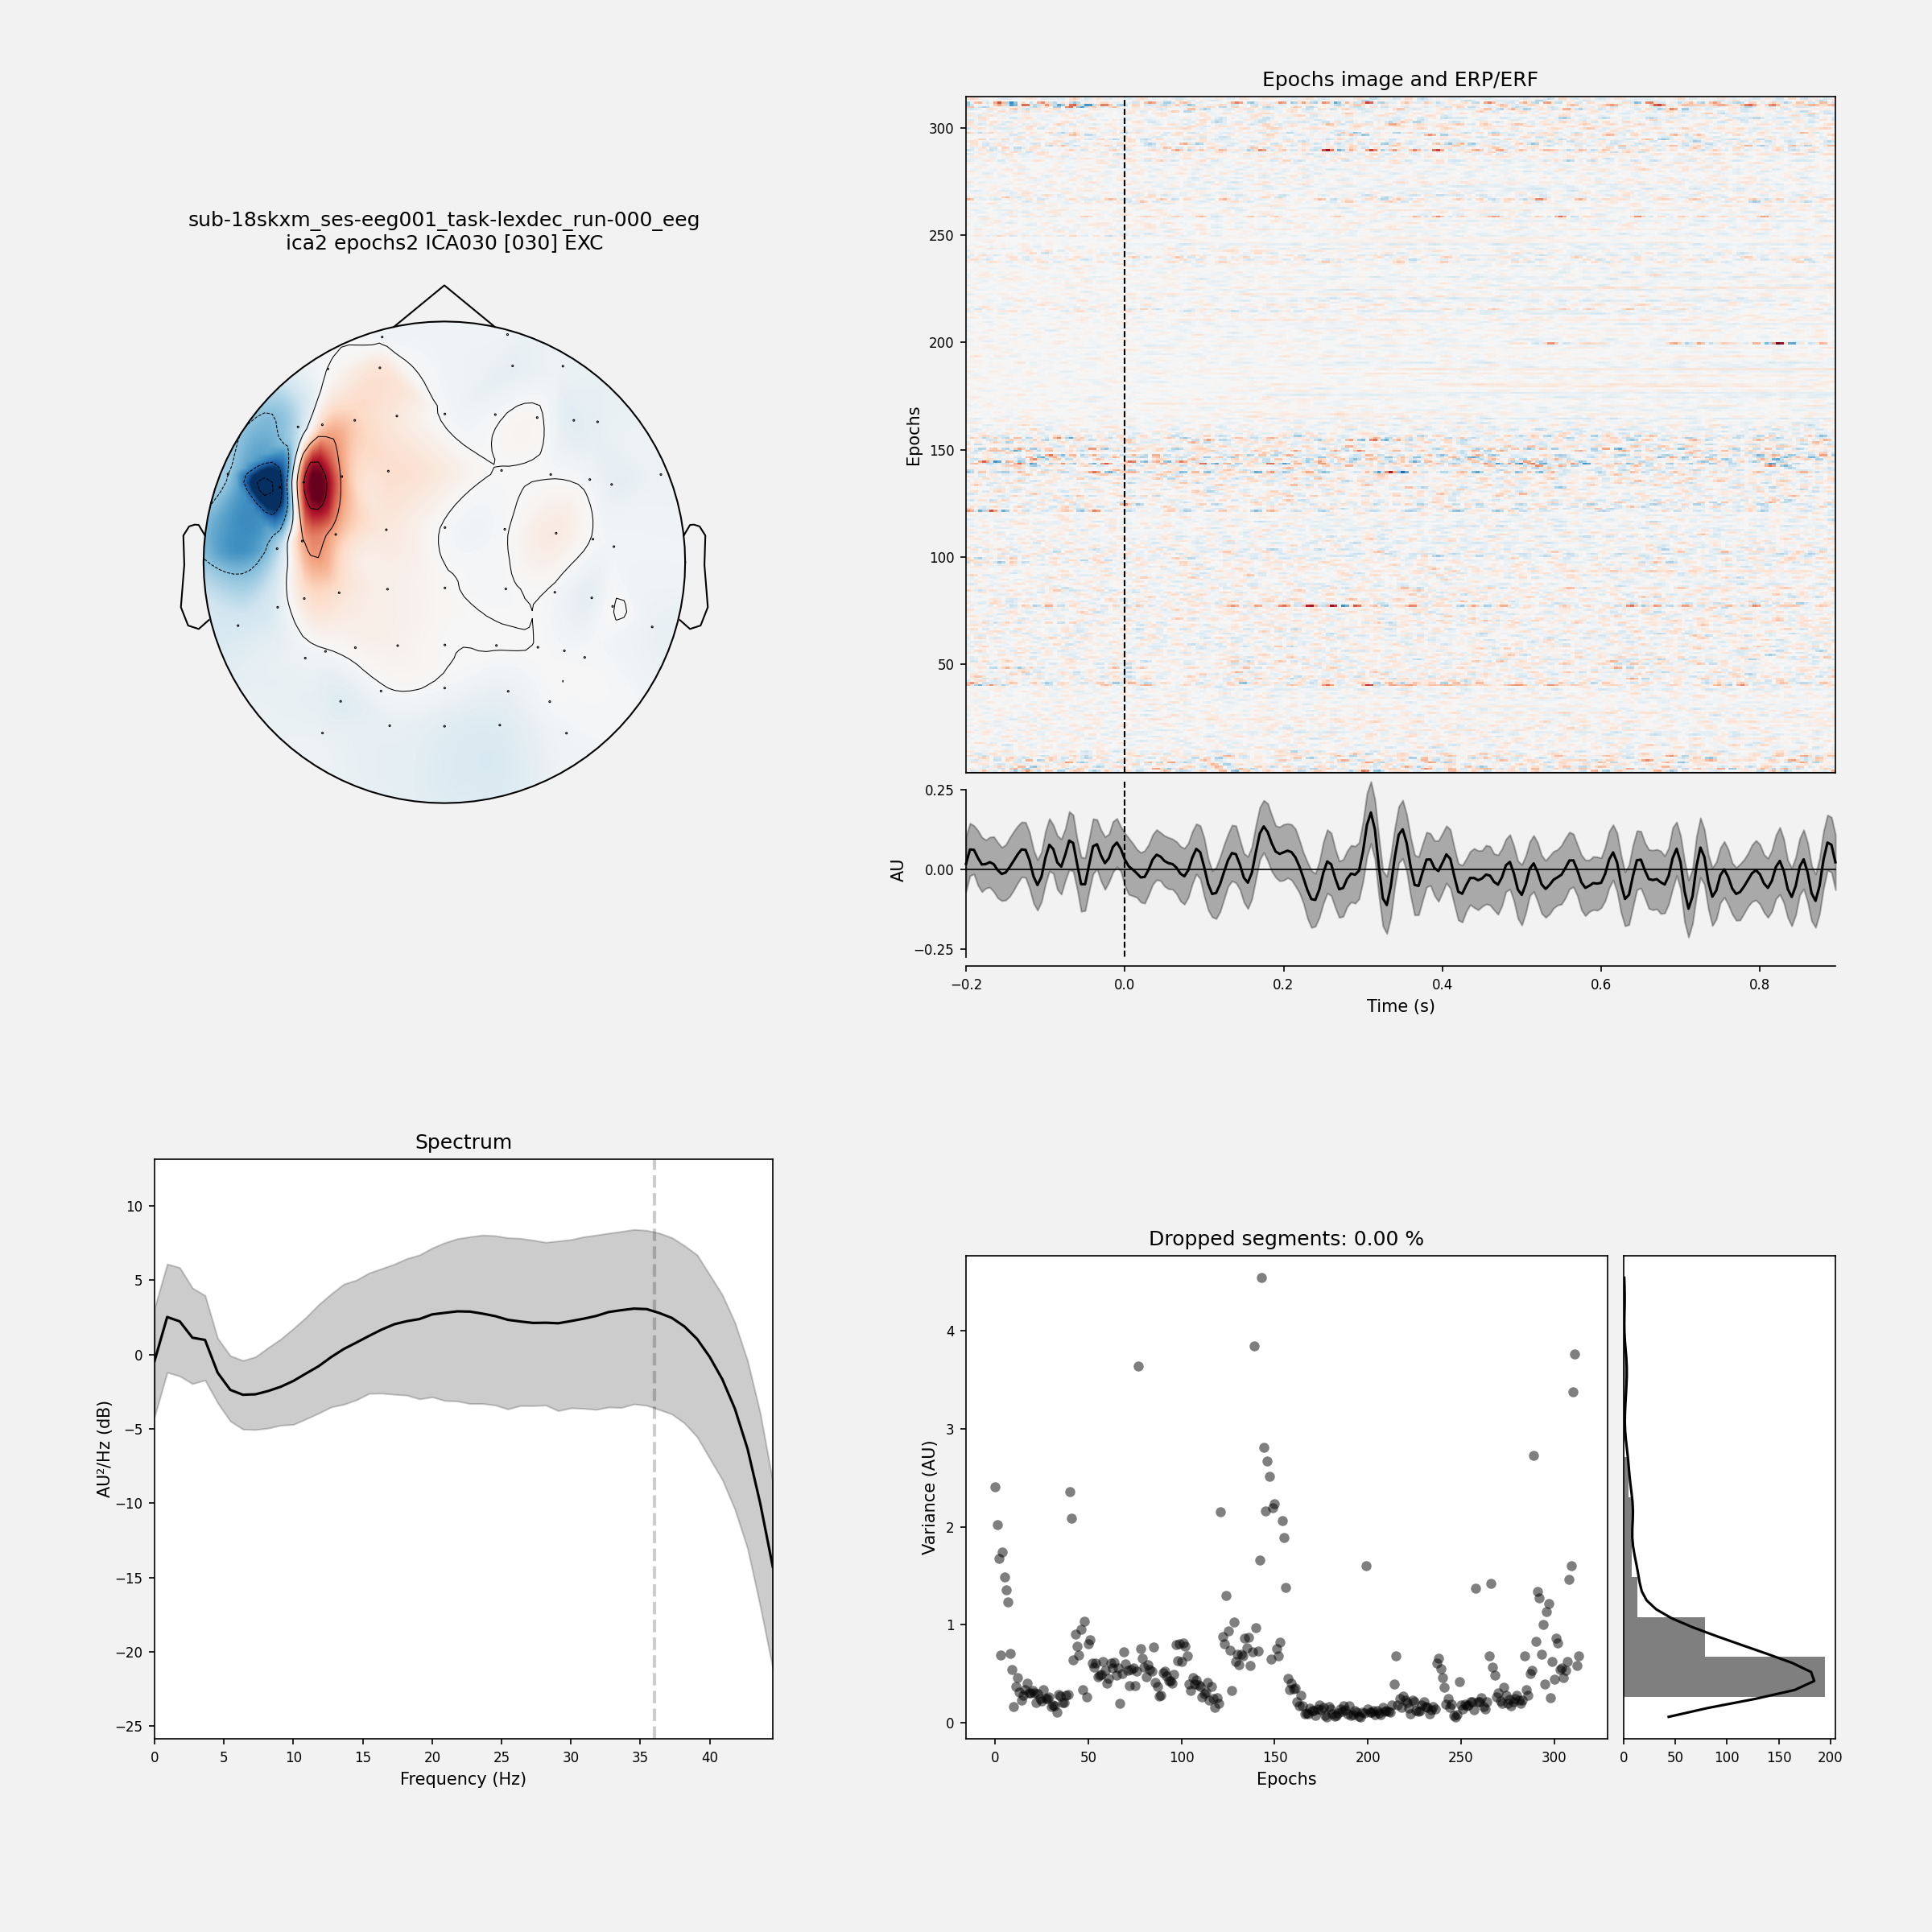 sub-18skxm_ses-eeg001_task-lexdec_run-000_eeg
ica2 epochs2 ICA030 [030] EXC
Epochs image and ERP/ERF
300
250
200
150
100
50
Epochs
0.25
0.00
−0.25
AU
−0.2 0.0 0.2 0.4 0.6 0.8
Time (s)
Spectrum
10
5
0
−5
−10
−15
−20
−25
AU²/Hz (dB)
0 5 10 15 20 25 30 35 40
Frequency (Hz)
Dropped segments: 0.00 %
4
3
2
1
0
Variance (AU)
0 50 100 150 200 250 300
Epochs
0 50 100 150 200